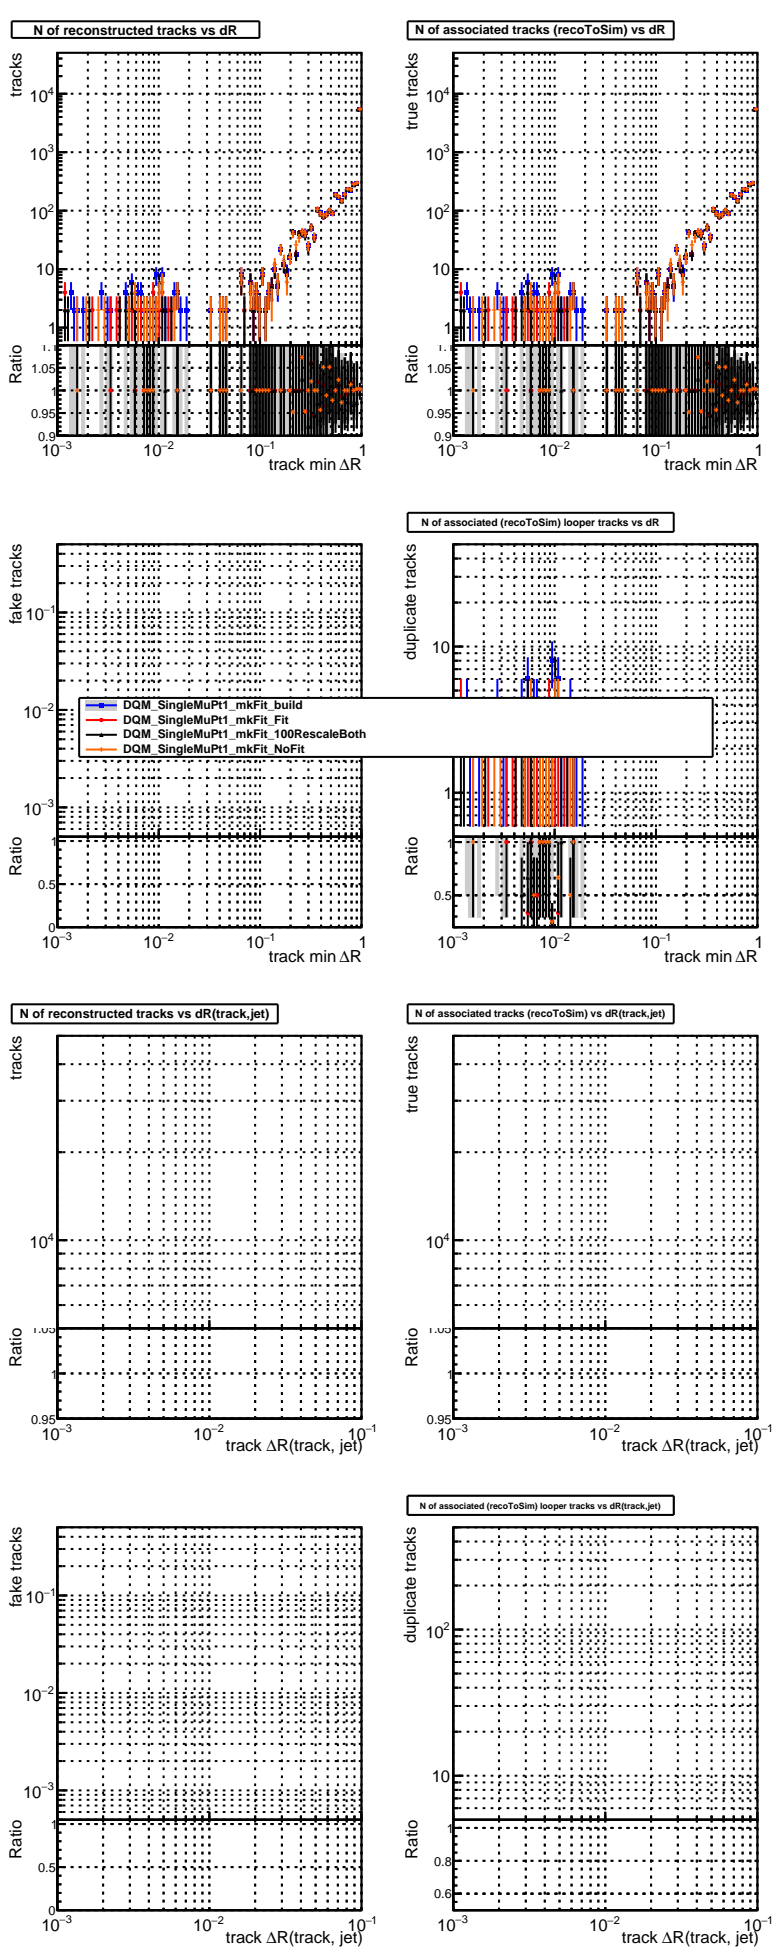 N of reconstructed tracks vs dR
N of associated tracks (recoToSim) vs dR
tracks
10⁴
10³
10²
10
1
Ratio
1.1
1.05
1
0.95
0.9
10⁻³
10⁻²
10⁻¹
1
track min ΔR
true tracks
10⁴
10³
10²
10
1
Ratio
1.1
1.05
1
0.95
0.9
10⁻³
10⁻²
10⁻¹
1
track min ΔR
N of associated (recoToSim) looper tracks vs dR
fake tracks
10⁻¹
10⁻²
10⁻³
Ratio
1
0.5
0
10⁻³
10⁻²
10⁻¹
1
track min ΔR
duplicate tracks
10
1
Ratio
1
0.5
10⁻³
10⁻²
10⁻¹
1
track min ΔR
DQM_SingleMuPt1_mkFit_build
DQM_SingleMuPt1_mkFit_Fit
DQM_SingleMuPt1_mkFit_100RescaleBoth
DQM_SingleMuPt1_mkFit_NoFit
N of reconstructed tracks vs dR(track,jet)
N of associated tracks (recoToSim) vs dR(track,jet)
tracks
10⁴
Ratio
1.05
1
0.95
10⁻³
10⁻²
10⁻¹
track ΔR(track, jet)
true tracks
10⁴
Ratio
1.05
1
0.95
10⁻³
10⁻²
10⁻¹
track ΔR(track, jet)
N of associated (recoToSim) looper tracks vs dR(track,jet)
fake tracks
10⁻¹
10⁻²
10⁻³
Ratio
1
0.5
0
10⁻³
10⁻²
10⁻¹
track ΔR(track, jet)
duplicate tracks
10²
10
Ratio
1
0.8
0.6
10⁻³
10⁻²
10⁻¹
track ΔR(track, jet)